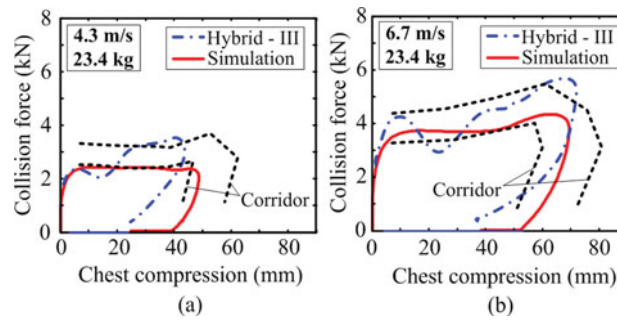 4.3 m/s
23.4 kg
Hybrid - III
Simulation
Corridor
Collision force (kN)
8
6
4
2
0
0 20 40 60 80
Chest compression (mm)
(a)
6.7 m/s
23.4 kg
Hybrid - III
Simulation
Corridor
Collision force (kN)
8
6
4
2
0
0 20 40 60 80
Chest compression (mm)
(b)